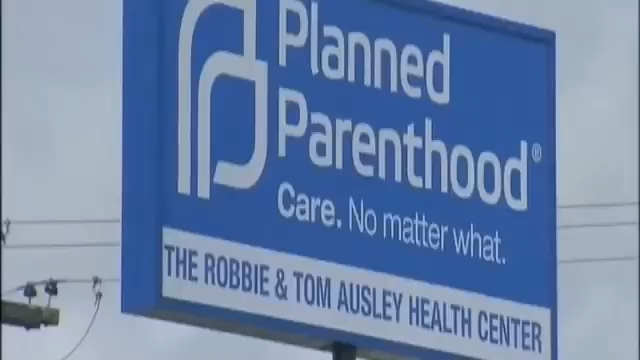 Planned
Parenthood®
Care. No matter what.
THE ROBBIE & TOM AUSLEY HEALTH CENTER